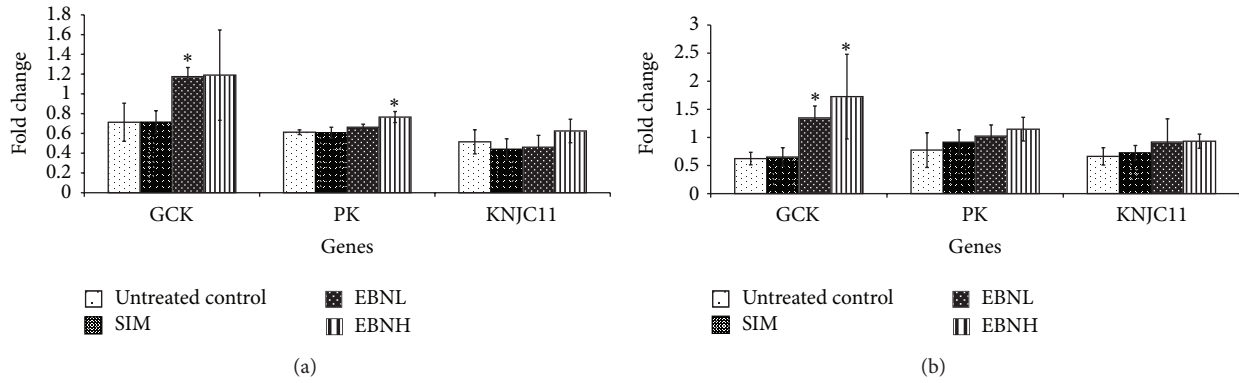 Fold change
1.8
1.6
1.4
1.2
1
0.8
0.6
0.4
0.2
0
*
*
GCK
PK
KNJC11
Genes
Untreated control
SIM
EBNL
EBNH
(a)
Fold change
3
2.5
2
1.5
1
0.5
0
*
*
GCK
PK
KNJC11
Genes
Untreated control
SIM
EBNL
EBNH
(b)